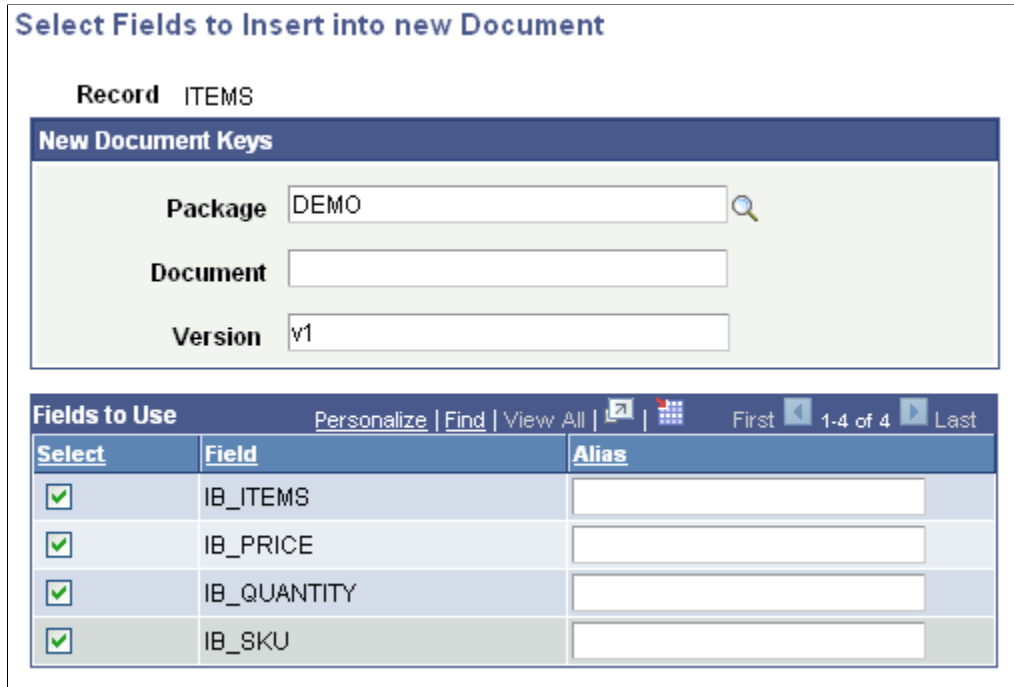 Select Fields to Insert into new Document
Record ITEMS
New Document Keys
Package DEMO
Document
Version v1
Fields to Use Personalize | Find | View All | | First 1-4 of 4 Last
Select Field Alias
IB_ITEMS
IB_PRICE
IB_QUANTITY
IB_SKU